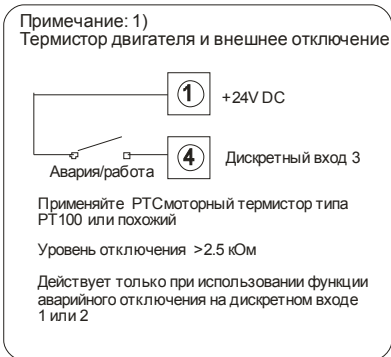 Примечание: 1)
Термистор двигателя и внешнее отключение
1
+24V DC
4
Дискретный вход 3
Авария/работа
Применяйте PTCмоторный термистор типа
PT100 или похожий
Уровень отключения >2.5 кОм
Действует только при использовании функции
аварийного отключения на дискретном входе
1 или 2